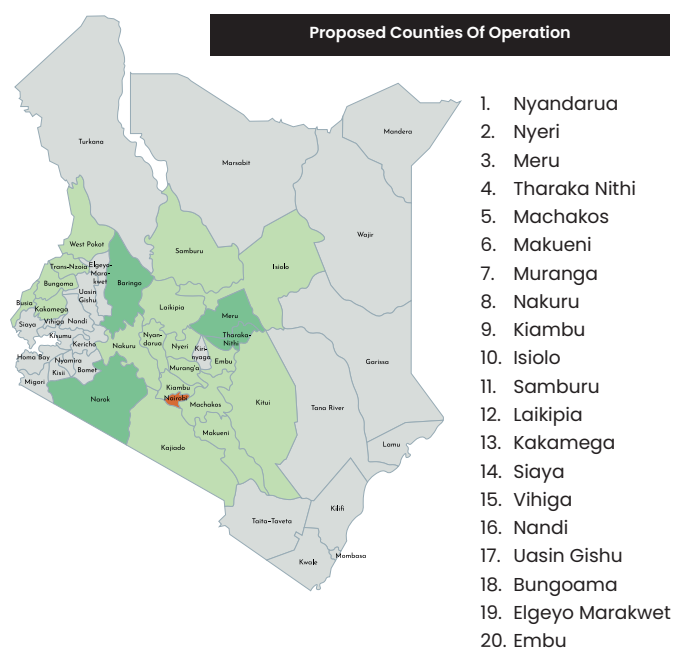 Proposed Counties Of Operation
Turkana
Marsabit
Mandera
Wajir
West Pokot
Samburu
Isiolo
Trans-Nzoia
Elgeyo-
Mara-
kwet
Baringo
Bungoma
Uasin
Gishu
Busia
Kakamega
Laikipia
Meru
Siaya
Vihiga
Nandi
Tharaka-
Nithi
Kisumu
Kericho
Nakuru
Nyan-
darua
Nyeri
Kiri-
nyaga
Embu
Homa Bay
Nyamira
Kisii
Bomet
Murang'a
Garissa
Migori
Kiambu
Narok
Nairobi
Machakos
Kitui
Tana River
Makueni
Kajiado
Lamu
Taita-Taveta
Kilifi
Kwale
Mombasa
1. Nyandarua
2. Nyeri
3. Meru
4. Tharaka Nithi
5. Machakos
6. Makueni
7. Muranga
8. Nakuru
9. Kiambu
10. Isiolo
11. Samburu
12. Laikipia
13. Kakamega
14. Siaya
15. Vihiga
16. Nandi
17. Uasin Gishu
18. Bungoama
19. Elgeyo Marakwet
20. Embu